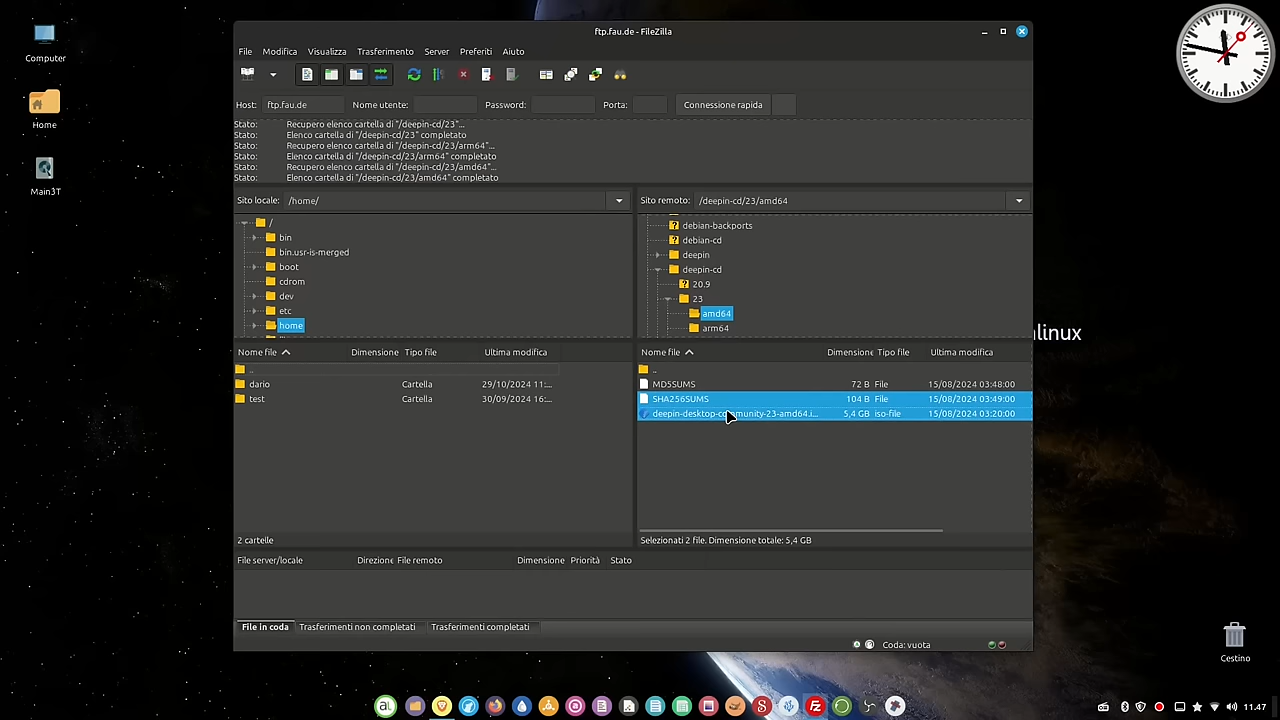 Computer
Home
Main3T
ftp.fau.de - FileZilla
File Modifica Visualizza Trasferimento Server Preferiti Aiuto
Host: ftp.fau.de Nome utente: Password: Porta: Connessione rapida
Stato: Recupero elenco cartella di "/deepin-cd/23"...
Stato: Elenco cartella di "/deepin-cd/23" completato
Stato: Recupero elenco cartella di "/deepin-cd/23/arm64"...
Stato: Elenco cartella di "/deepin-cd/23/arm64" completato
Stato: Recupero elenco cartella di "/deepin-cd/23/amd64"...
Stato: Elenco cartella di "/deepin-cd/23/amd64" completato
Sito locale: /home/
/
bin
bin.usr-is-merged
boot
cdrom
dev
etc
home
Sito remoto: /deepin-cd/23/amd64
debian-backports
debian-cd
deepin
deepin-cd
20.9
23
amd64
arm64
Nome file Dimensione Tipo file Ultima modifica
..
dario Cartella 29/10/2024 11:...
test Cartella 30/09/2024 16:...
2 cartelle
Nome file Dimensione Tipo file Ultima modifica
..
MD5SUMS 72 B File 15/08/2024 03:48:00
SHA256SUMS 104 B File 15/08/2024 03:49:00
deepin-desktop-community-23-amd64.i... 5,4 GB iso-file 15/08/2024 03:20:00
Selezionati 2 file. Dimensione totale: 5,4 GB
File server/locale Direzione File remoto Dimensione Priorità Stato
File in coda Trasferimenti non completati Trasferimenti completati
Coda: vuota
linux
Cestino
11.47